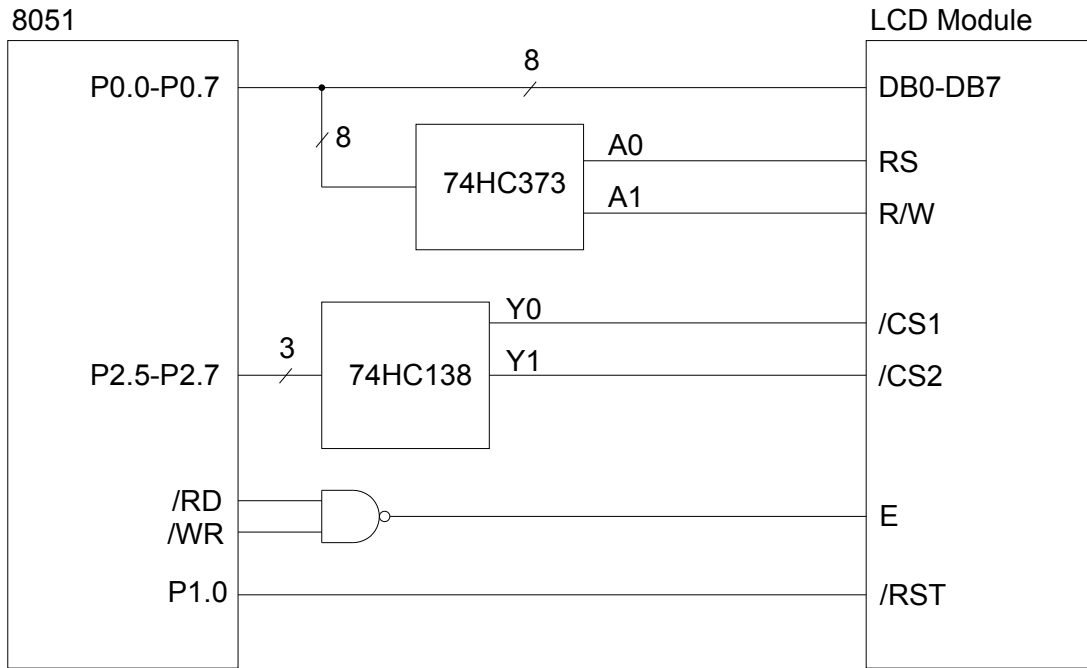 8051
LCD Module
P0.0-P0.7
8
DB0-DB7
8
74HC373
A0
RS
A1
R/W
Y0
/CS1
P2.5-P2.7
3
74HC138
Y1
/CS2
/RD
/WR
E
P1.0
/RST